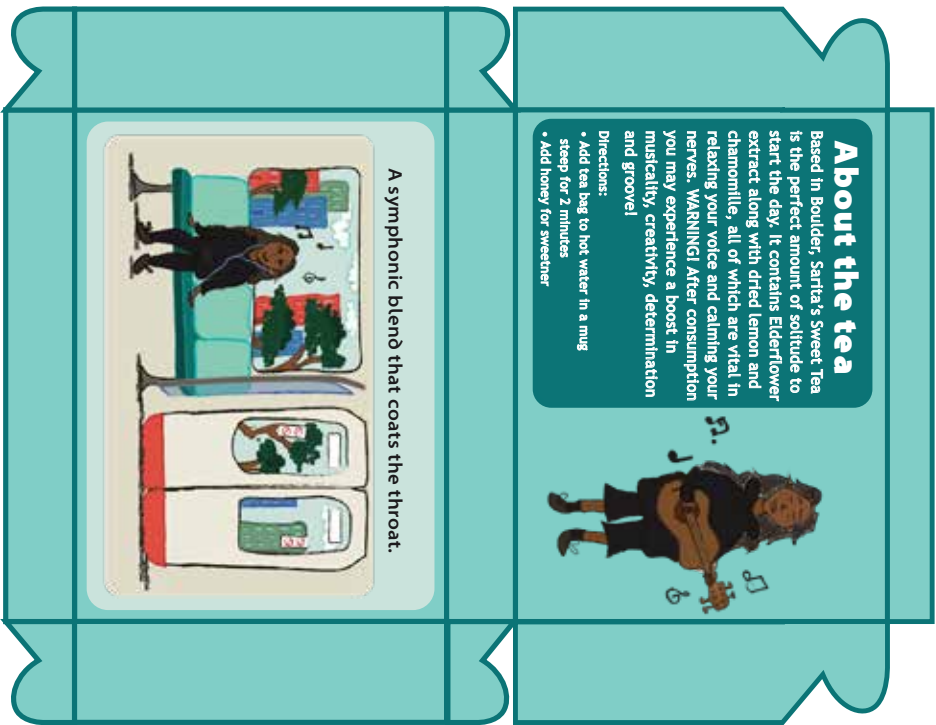 About the tea
Based in Boulder, Sarita's Sweet Tea
is the perfect amount of solitude to
start the day. It contains Elderflower
extract along with dried lemon and
chamomille, all of which are vital in
relaxing your voice and calming your
nerves. WARNING! After consumption
you may experience a boost in
musicality, creativity, determination
and groove!
Directions:
• Add tea bag to hot water in a mug
steep for 2 minutes
• Add honey for sweetner
A symphonic blend that coats the throat.